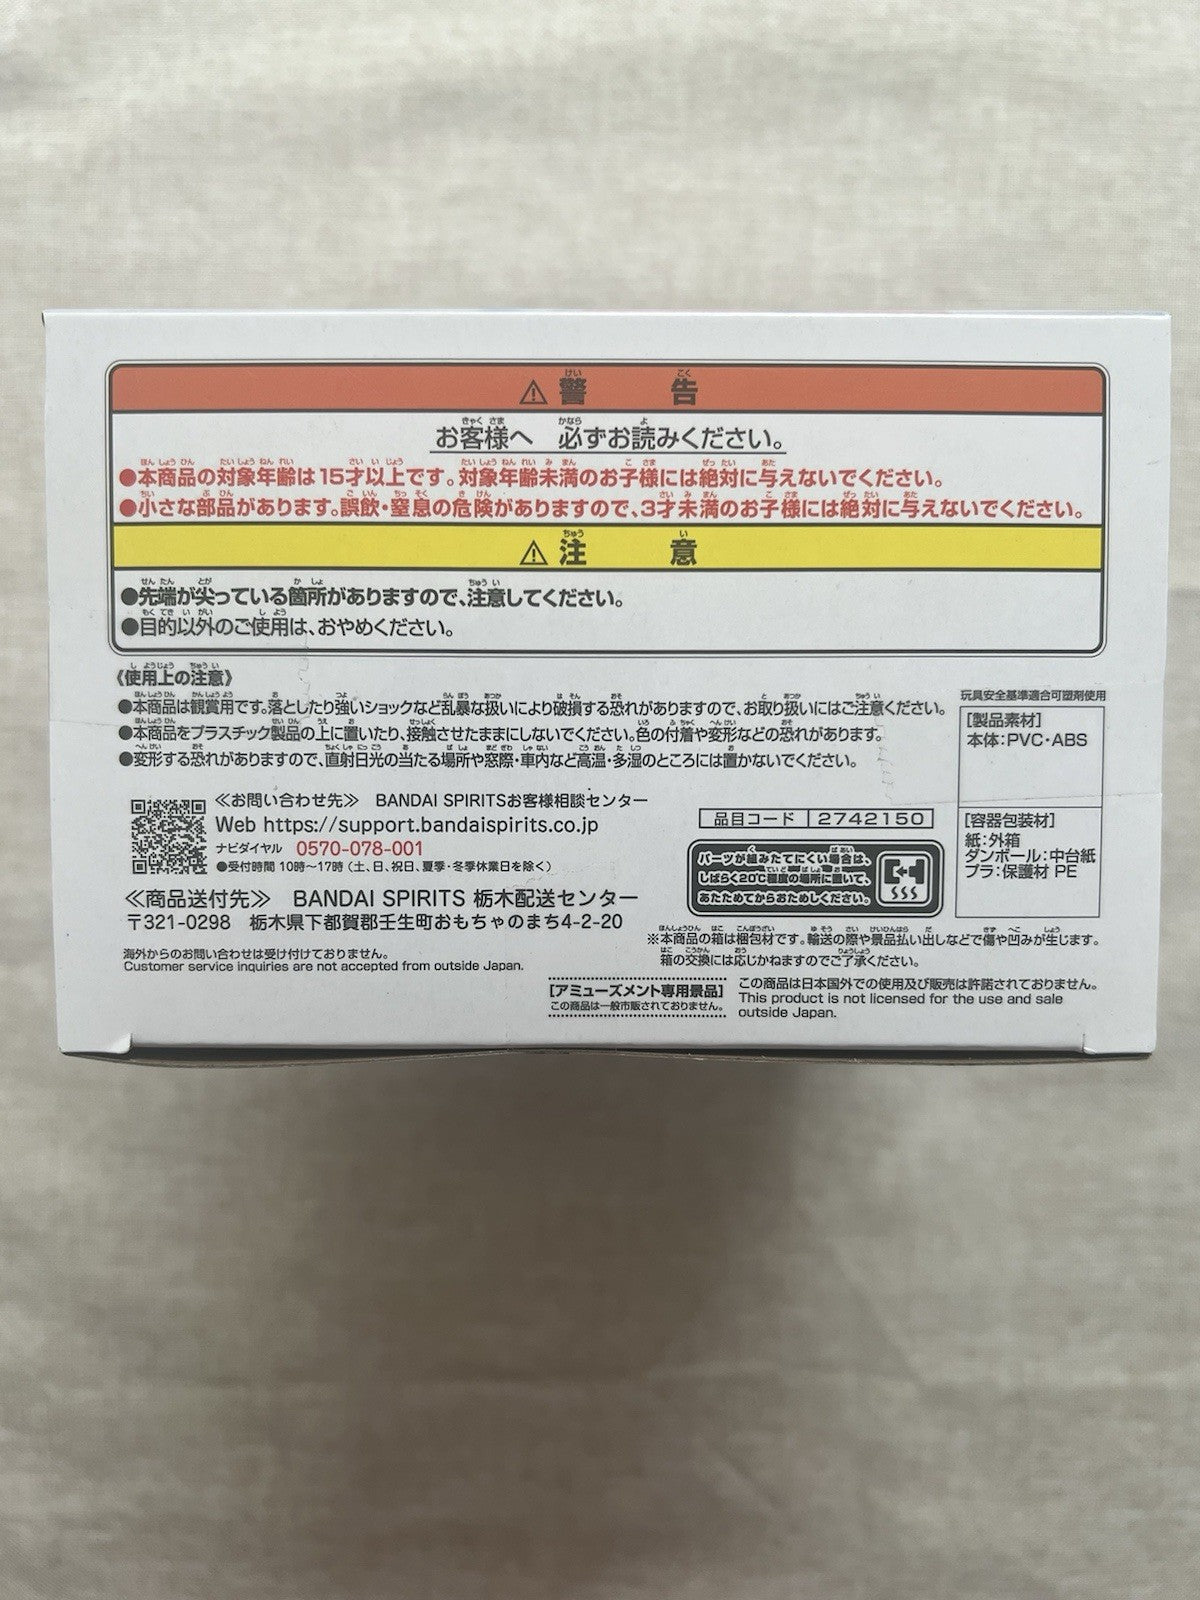 ⚠警告
お客様へ 必ずお読みください。
●本商品の対象年齢は15才以上です。対象年齢未満のお子様には絶対に与えないでください。
●小さな部品があります。誤飲・窒息の危険がありますので、3才未満のお子様には絶対に与えないでください。
⚠注意
●先端が尖っている箇所がありますので、注意してください。
●目的以外のご使用は、おやめください。
《使用上の注意》
●本商品は観賞用です。落としたり強いショックなど乱暴な扱いにより破損する恐れがありますので、お取り扱いにはご注意ください。
●本商品をプラスチック製品の上に置いたり、接触させたままにしないでください。色の付着や変形などの恐れがあります。
●変形する恐れがありますので、直射日光の当たる場所や窓際・車内など高温・多湿のところには置かないでください。
玩具安全基準適合可塑剤使用
[製品素材]
本体:PVC・ABS
[容器包装材]
紙:外箱
ダンボール:中台紙
プラ:保護材 PE
≪お問い合わせ先≫ BANDAI SPIRITSお客様相談センター
Web https://support.bandaispirits.co.jp
ナビダイヤル 0570-078-001
●受付時間 10時～17時(土、日、祝日、夏季・冬季休業日を除く)
≪商品送付先≫ BANDAI SPIRITS 栃木配送センター
〒321-0298 栃木県下都賀郡壬生町おもちゃのまち4-2-20
海外からのお問い合わせは受け付けておりません。
Customer service inquiries are not accepted from outside Japan.
品目コード 2742150
パーツが組みたてにくい場合は、
しばらく20℃程度の場所に置いて、
あたためてからおためしください。
※本商品の箱は梱包材です。輸送の際や景品払い出しなどで傷や凹みが生じます。
箱の交換には応じかねますのでご了承ください。
[アミューズメント専用景品]
この商品は一般市販されておりません。
この商品は日本国外での使用及び販売は許諾されておりません。
This product is not licensed for the use and sale
outside Japan.